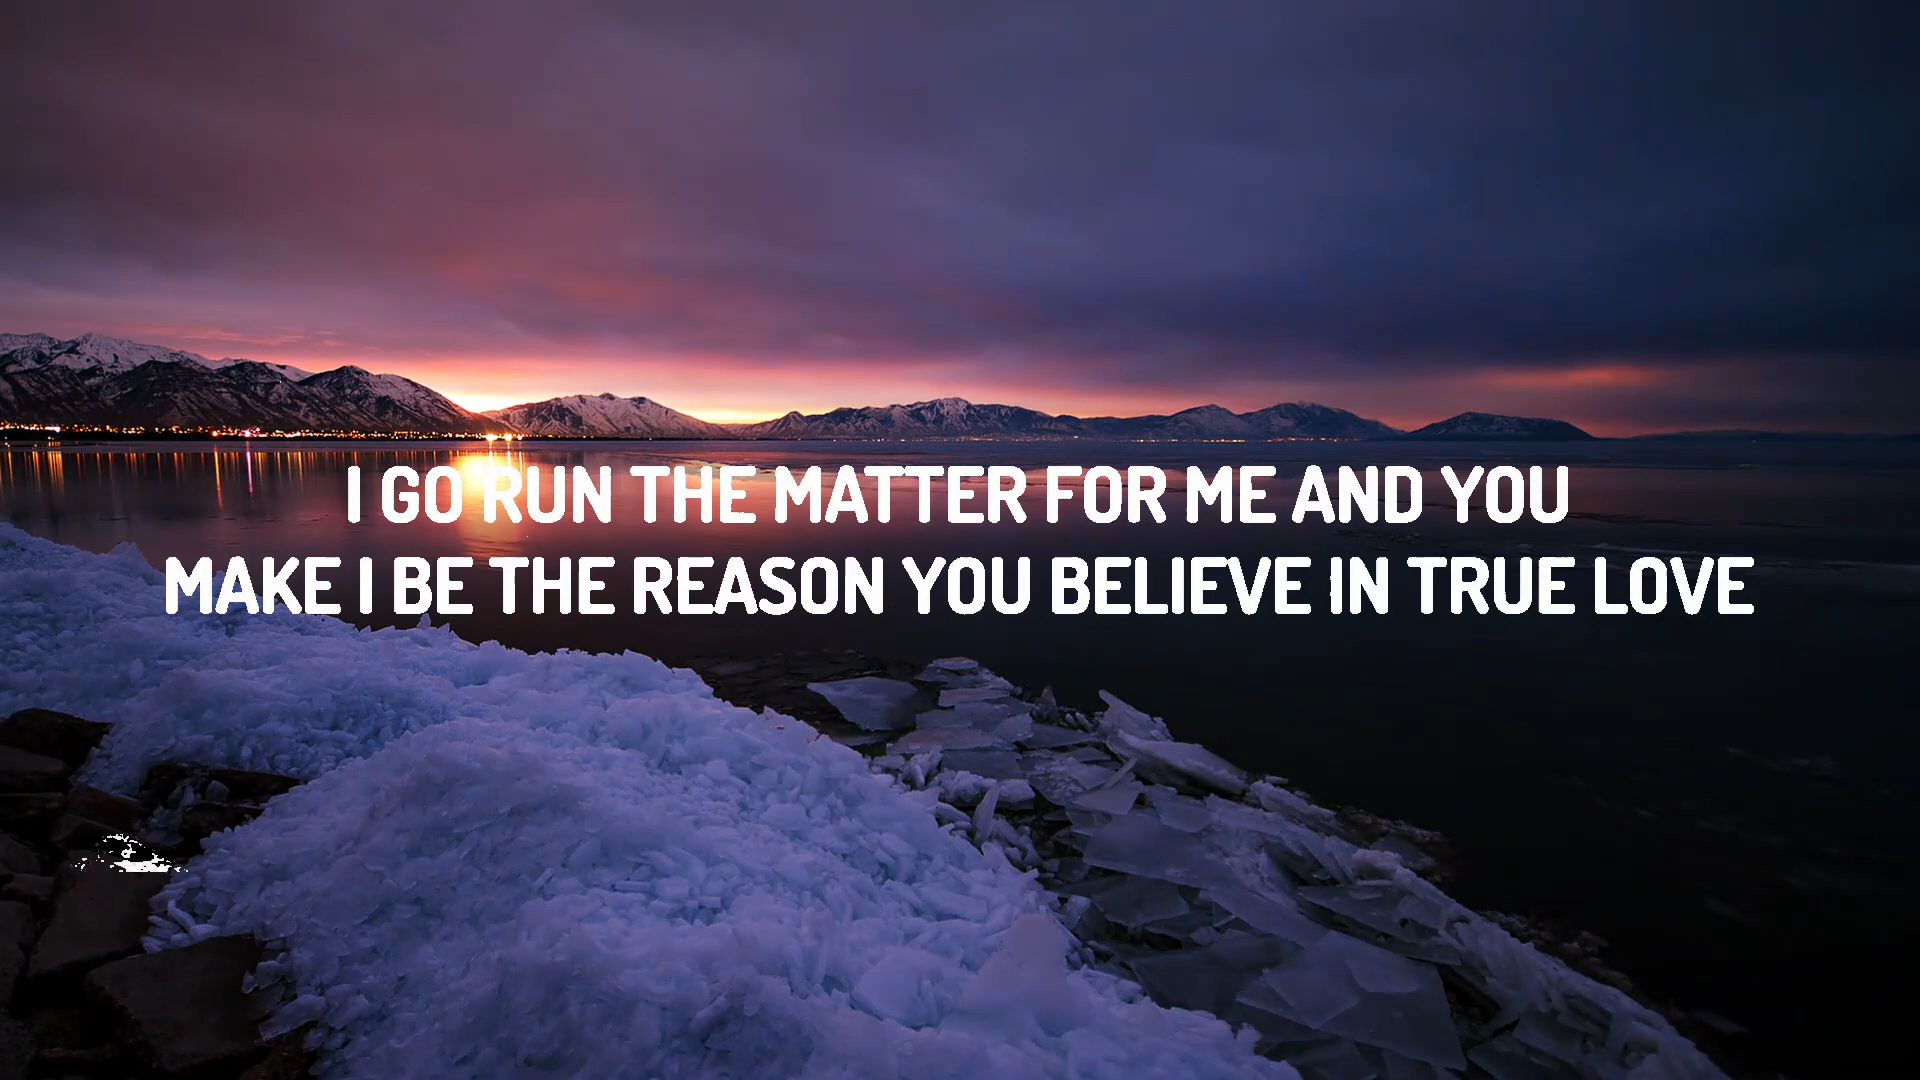 I GO RUN THE MATTER FOR ME AND YOU
MAKE I BE THE REASON YOU BELIEVE IN TRUE LOVE